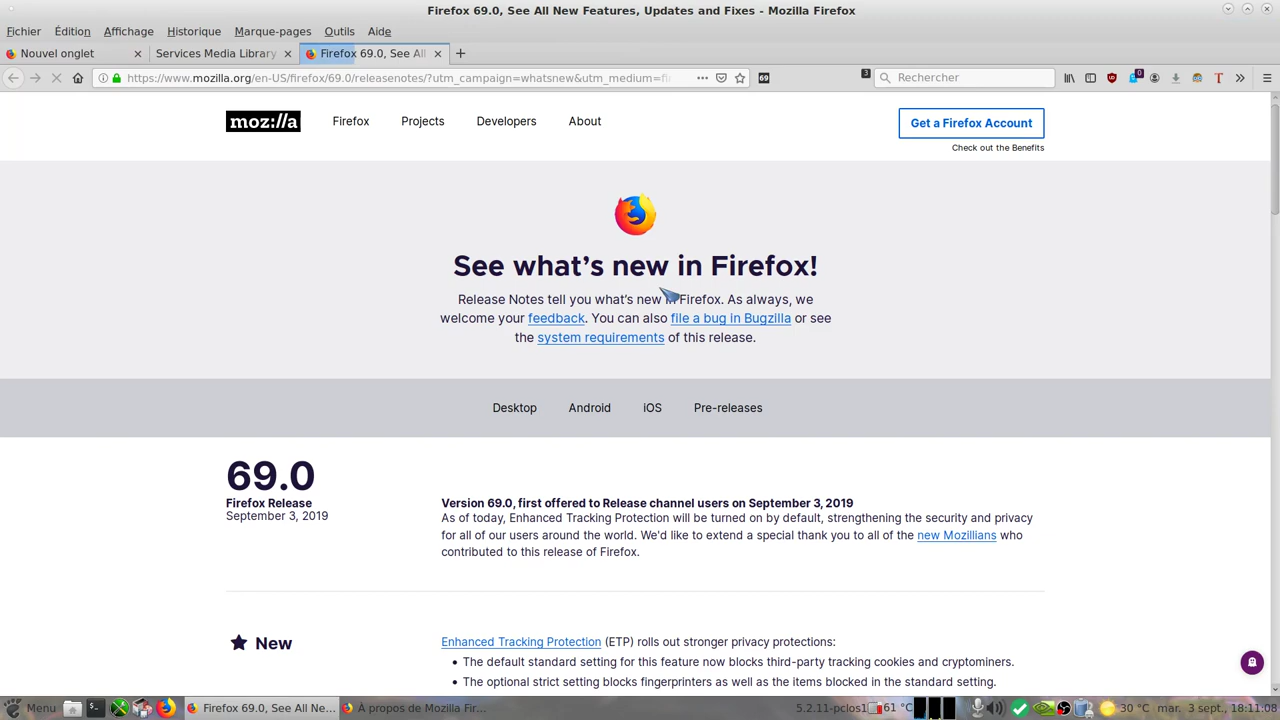 Firefox 69.0, See All New Features, Updates and Fixes - Mozilla Firefox
Fichier Édition Affichage Historique Marque-pages Outils Aide
Nouvel onglet Services Media Library Firefox 69.0, See All
https://www.mozilla.org/en-US/firefox/69.0/releasenotes/?utm_campaign=whatsnew&utm_medium=fi 69 3 Rechercher 0 T
moz://a Firefox Projects Developers About Get a Firefox Account
Check out the Benefits
See what's new in Firefox!
Release Notes tell you what's new in Firefox. As always, we
welcome your feedback. You can also file a bug in Bugzilla or see
the system requirements of this release.
Desktop Android iOS Pre-releases
69.0
Firefox Release
September 3, 2019
Version 69.0, first offered to Release channel users on September 3, 2019
As of today, Enhanced Tracking Protection will be turned on by default, strengthening the security and privacy
for all of our users around the world. We'd like to extend a special thank you to all of the new Mozillians who
contributed to this release of Firefox.
New
Enhanced Tracking Protection (ETP) rolls out stronger privacy protections:
• The default standard setting for this feature now blocks third-party tracking cookies and cryptominers.
• The optional strict setting blocks fingerprinters as well as the items blocked in the standard setting.
Menu Firefox 69.0, See All Ne... À propos de Mozilla Fir... 5.2.11-pclos1 61 °C 30 °C mar. 3 sept., 18:11:08